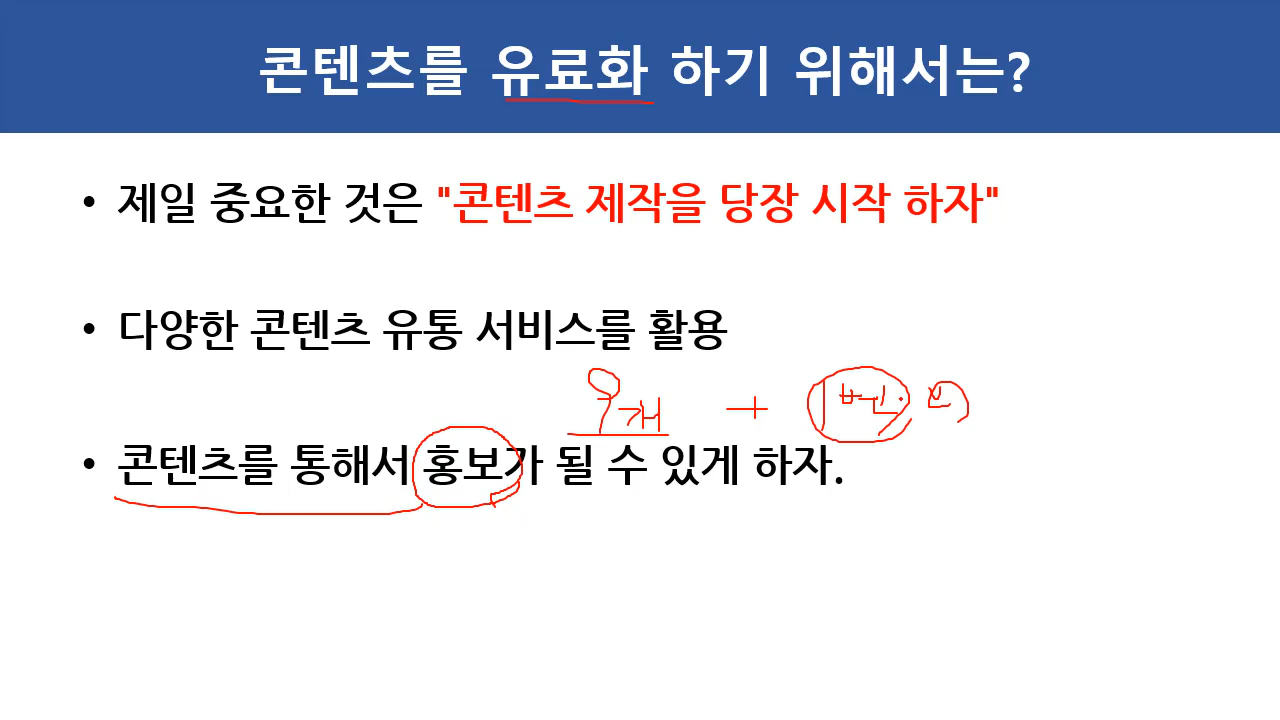 콘텐츠를 유료화 하기 위해서는?
• 제일 중요한 것은 "콘텐츠 제작을 당장 시작 하자"
• 다양한 콘텐츠 유통 서비스를 활용
+
• 콘텐츠를 통해서 홍보가 될 수 있게 하자.